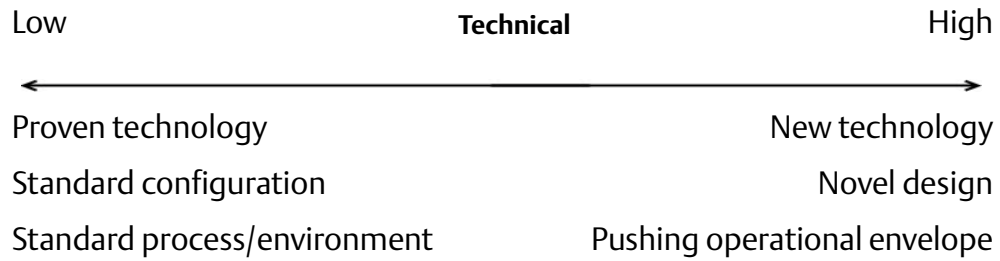 Low Technical High
Proven technology New technology
Standard configuration Novel design
Standard process/environment Pushing operational envelope